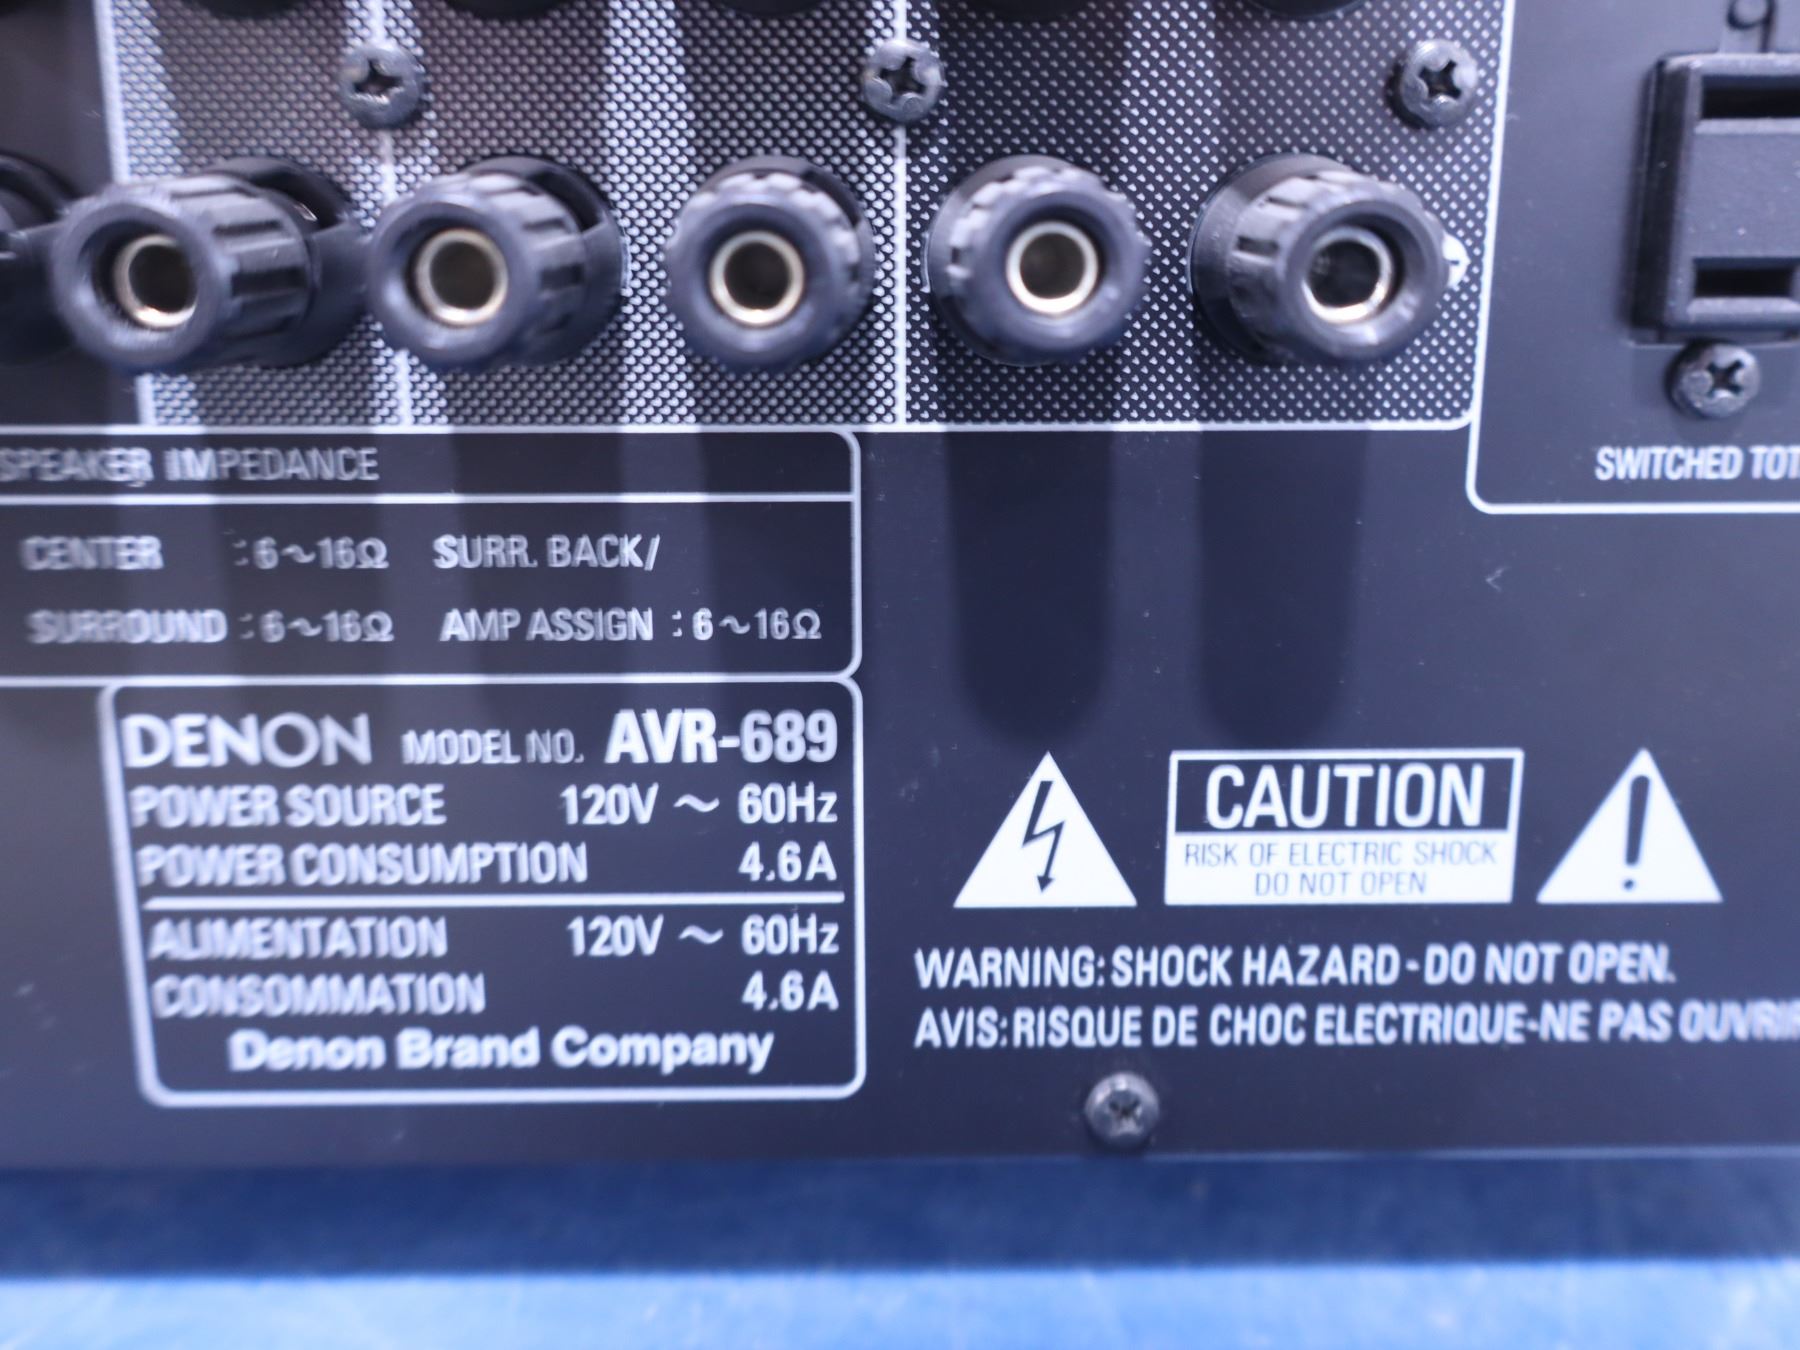 SPEAKER IMPEDANCE
CENTER : 6~16Ω SURR. BACK/
SURROUND : 6~16Ω AMP ASSIGN : 6~16Ω
SWITCHED
DENON MODEL NO. AVR-689
POWER SOURCE 120V ~ 60Hz
POWER CONSUMPTION 4.6A
ALIMENTATION 120V ~ 60Hz
CONSOMMATION 4.6A
Denon Brand Company
CAUTION
RISK OF ELECTRIC SHOCK
DO NOT OPEN
WARNING: SHOCK HAZARD - DO NOT OPEN.
AVIS: RISQUE DE CHOC ELECTRIQUE-NE PAS OUVRIR